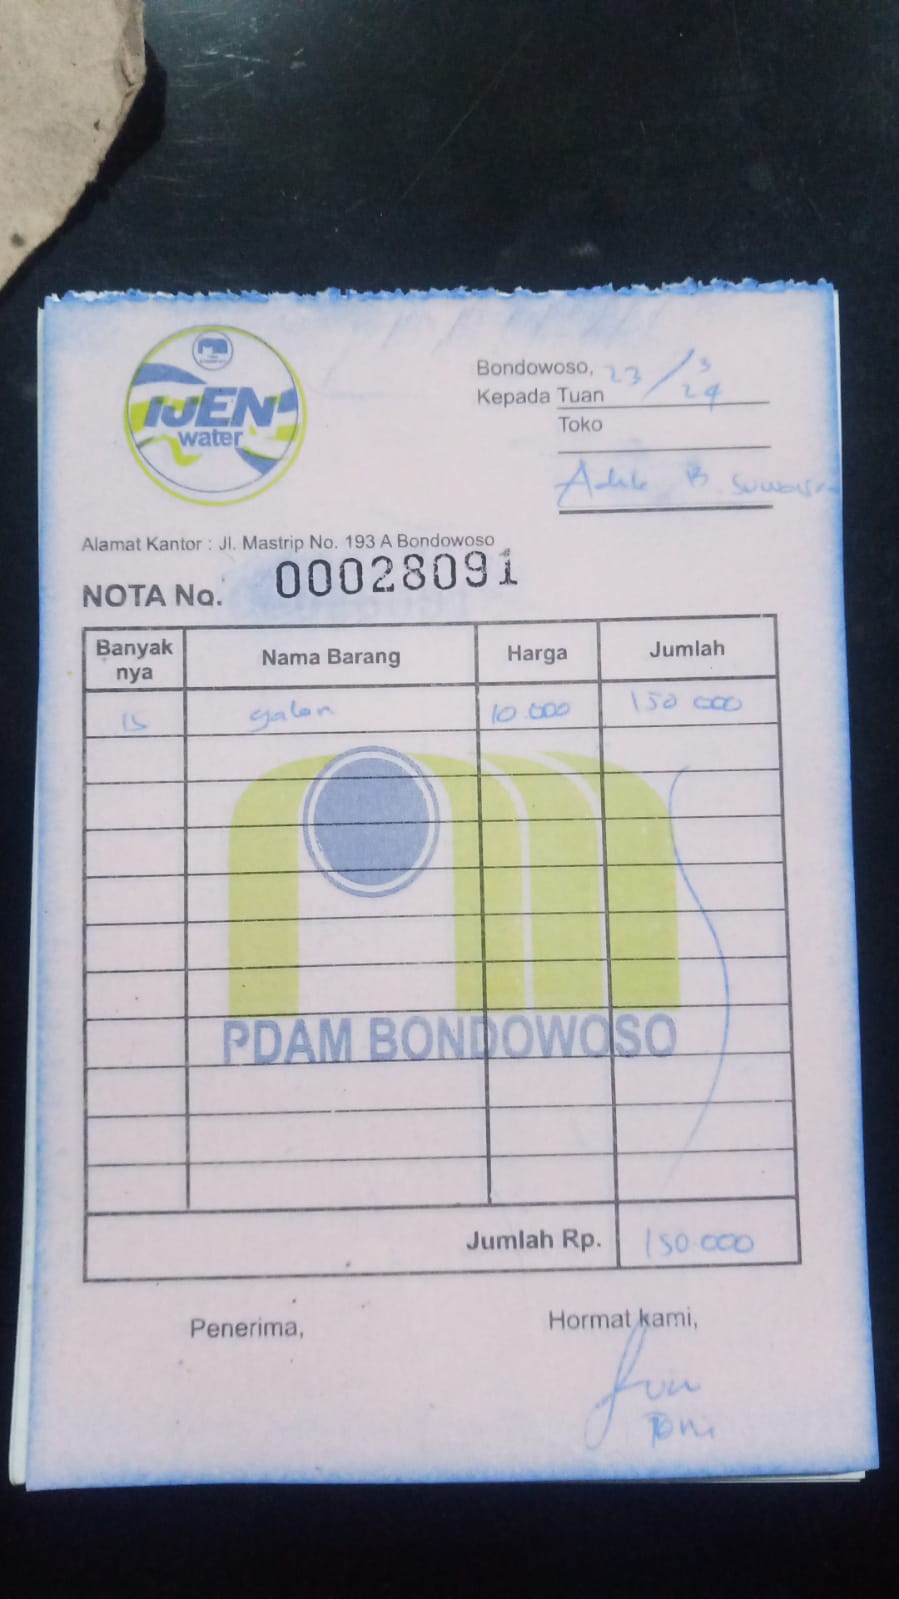 IJEN
water
Bondowoso, 23/3
24
Kepada Tuan
Toko
B. Suwarn
Alamat Kantor : Jl. Mastrip No. 193 A Bondowoso
NOTA No. 00028091
Banyak nya Nama Barang Harga Jumlah
15 galon 10.000 150 000
PDAM BONDOWOSO
Jumlah Rp. 150.000
Penerima, Hormat kami,
Toni